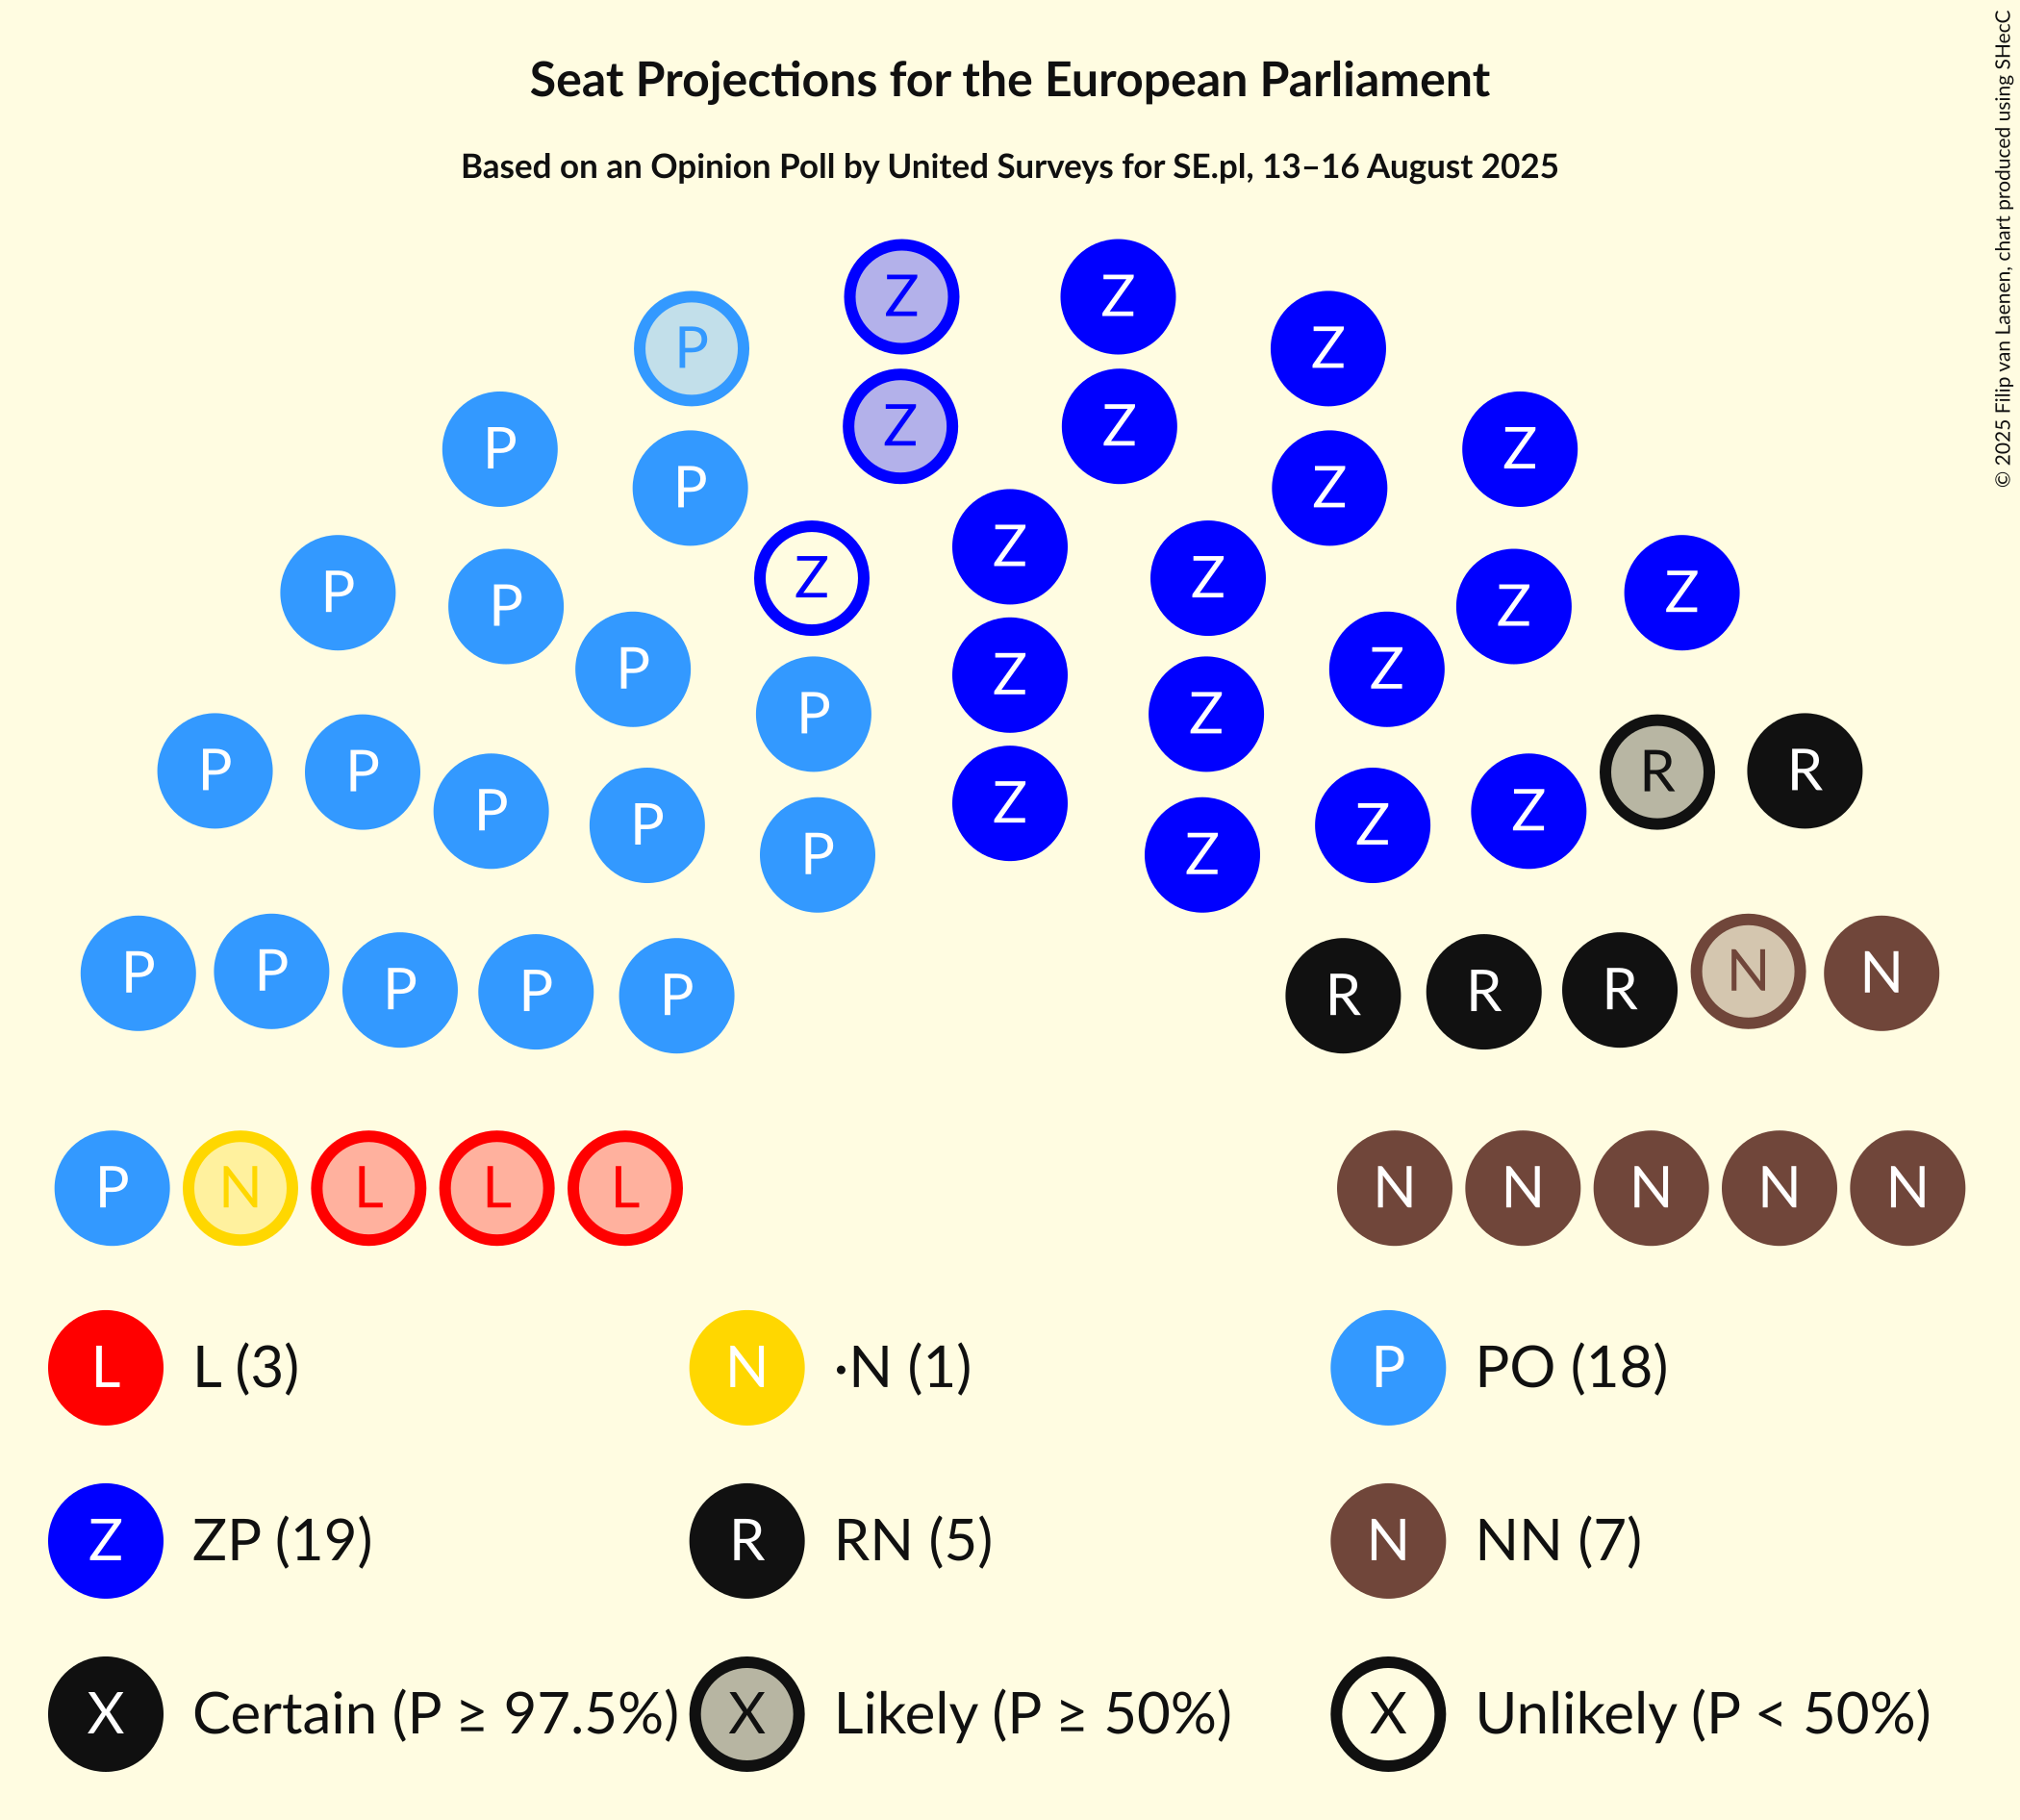 Seat Projections for the European Parliament
Based on an Opinion Poll by United Surveys for SE.pl, 13–16 August 2025
© 2025 Filip van Laenen, chart produced using SHecC
Z Z
P Z
P Z
P Z Z
P Z
Z
P Z Z
P P Z Z
P Z
P Z Z
P P R R
P Z Z
P Z
P Z
P P N N
P P P R R R
P N L L L N N N N N
L L (3) N ·N (1) P PO (18)
Z ZP (19) R RN (5) N NN (7)
X Certain (P ≥ 97.5%) X Likely (P ≥ 50%) X Unlikely (P < 50%)